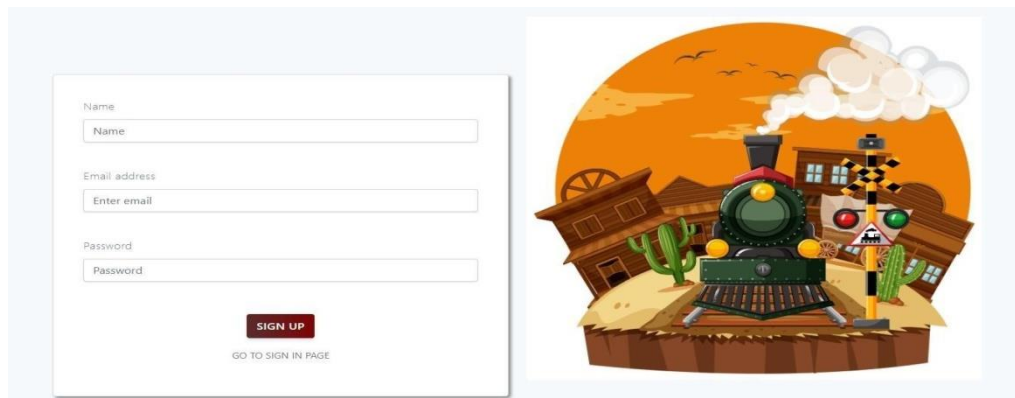 Name
Name
Email address
Enter email
Password
Password
SIGN UP
GO TO SIGN IN PAGE